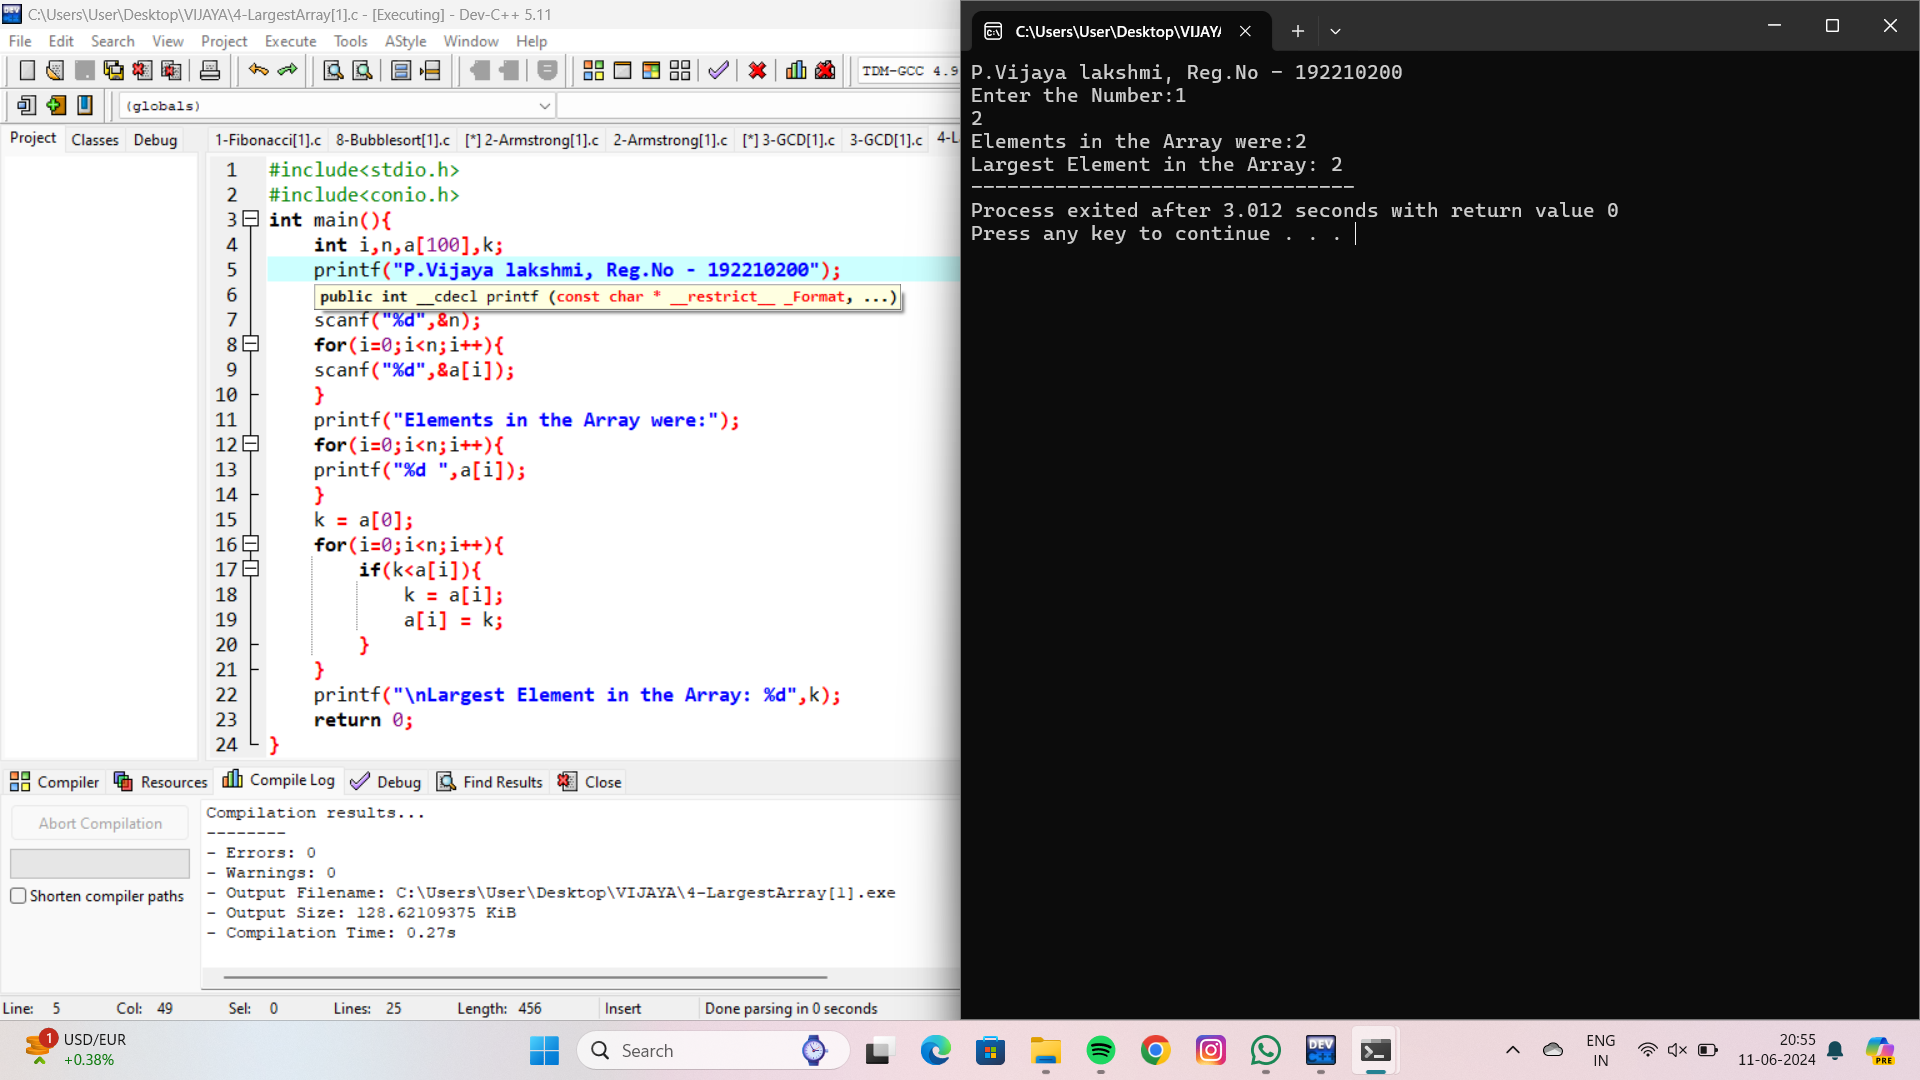 C:\Users\User\Desktop\VIJAYA\4-LargestArray[1].c - [Executing] - Dev-C++ 5.11
File Edit Search View Project Execute Tools AStyle Window Help
TDM-GCC 4.9
(globals)
Project Classes Debug
1-Fibonacci[1].c 8-Bubblesort[1].c [*] 2-Armstrong[1].c 2-Armstrong[1].c [*] 3-GCD[1].c 3-GCD[1].c 4-L
1 #include<stdio.h>
2 #include<conio.h>
3 int main(){
4 int i,n,a[100],k;
5 printf("P.Vijaya lakshmi, Reg.No - 192210200");
6 public int __cdecl printf (const char * __restrict__ _Format, ...)
7 scanf("%d",&n);
8 for(i=0;i<n;i++){
9 scanf("%d",&a[i]);
10 }
11 printf("Elements in the Array were:");
12 for(i=0;i<n;i++){
13 printf("%d ",a[i]);
14 }
15 k = a[0];
16 for(i=0;i<n;i++){
17 if(k<a[i]){
18 k = a[i];
19 a[i] = k;
20 }
21 }
22 printf("\nLargest Element in the Array: %d",k);
23 return 0;
24 }
Compiler Resources Compile Log Debug Find Results Close
Abort Compilation
Shorten compiler paths
Compilation results...
--------
- Errors: 0
- Warnings: 0
- Output Filename: C:\Users\User\Desktop\VIJAYA\4-LargestArray[1].exe
- Output Size: 128.62109375 KiB
- Compilation Time: 0.27s
Line: 5 Col: 49 Sel: 0 Lines: 25 Length: 456 Insert Done parsing in 0 seconds
C:\Users\User\Desktop\VIJAYA
P.Vijaya lakshmi, Reg.No - 192210200
Enter the Number:1
2
Elements in the Array were:2
Largest Element in the Array: 2
--------------------------------
Process exited after 3.012 seconds with return value 0
Press any key to continue . . .
1
USD/EUR
+0.38%
Search
DEV
PRE
ENG
IN
20:55
11-06-2024